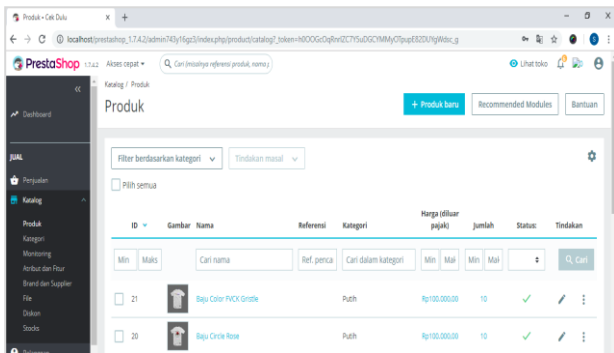 Produk • Cek Dulu
localhost/prestashop_1.7.4.2/admin743y16gz3/index.php/product/catalog?_token=
PrestaShop 1.7.4.2 Akses cepat Cari (misalnya referensi produk, nama p Lihat toko
Katalog / Produk
Produk
+ Produk baru Recommended Modules Bantuan
Dashboard
JUAL
Penjualan
Katalog
Produk
Kategori
Monitoring
Atribut dan Fitur
Brand dan Supplier
File
Diskon
Stocks
Filter berdasarkan kategori Tindakan masal
Pilih semua
ID Gambar Nama Referensi Kategori Harga (diluar pajak) Jumlah Status: Tindakan
Min Maks Cari nama Ref. penca Cari dalam kategori Min Mak Min Mak Cari
21 Baju Color FVCX Gristle Putih Rp100.000,00 10
20 Baju Circle Rose Putih Rp100.000,00 10